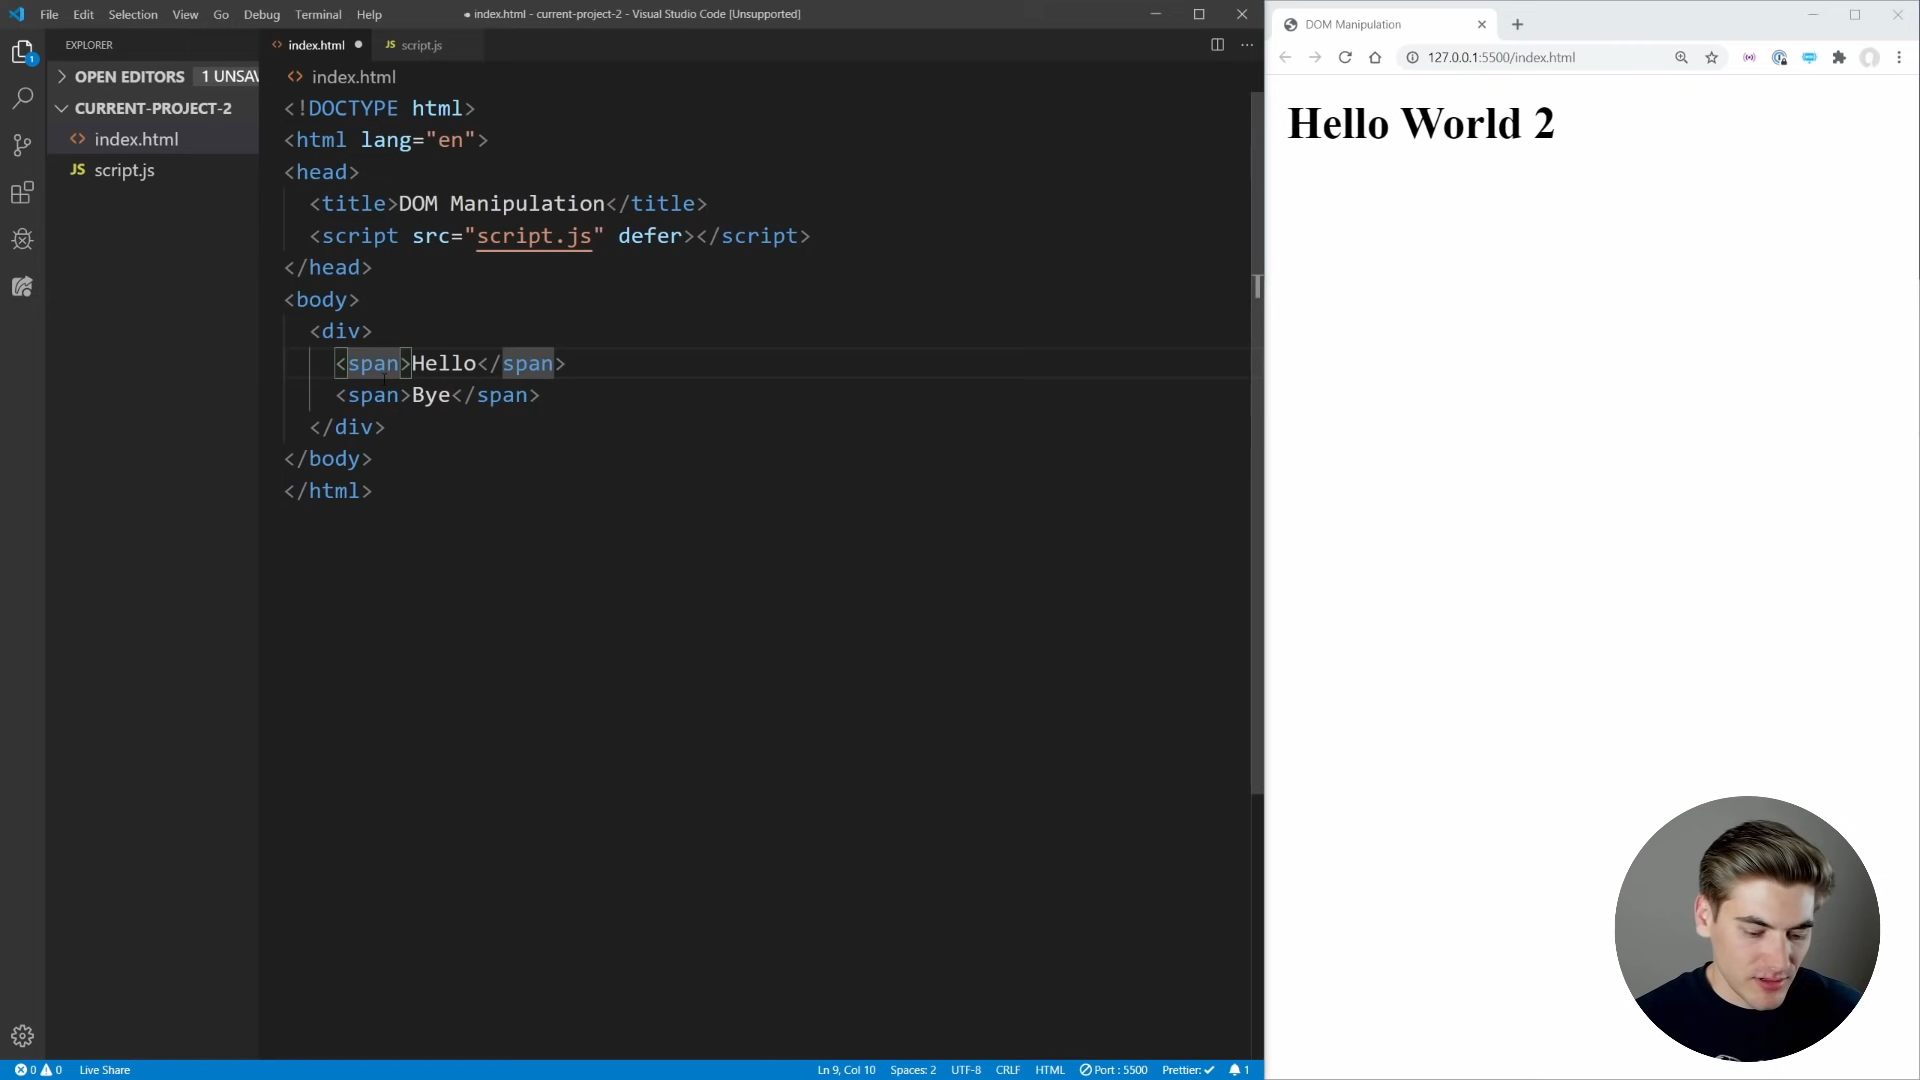 File Edit Selection View Go Debug Terminal Help
● index.html - current-project-2 - Visual Studio Code [Unsupported]
EXPLORER
OPEN EDITORS 1 UNSAV
CURRENT-PROJECT-2
index.html
JS script.js
1
index.html ●
JS script.js
index.html
<!DOCTYPE html>
<html lang="en">
<head>
<title>DOM Manipulation</title>
<script src="script.js" defer></script>
</head>
<body>
<div>
<span>Hello</span>
<span>Bye</span>
</div>
</body>
</html>
0 0 Live Share
Ln 9, Col 10 Spaces: 2 UTF-8 CRLF HTML Port : 5500 Prettier: ✓ 1
DOM Manipulation
127.0.0.1:5500/index.html
Hello World 2